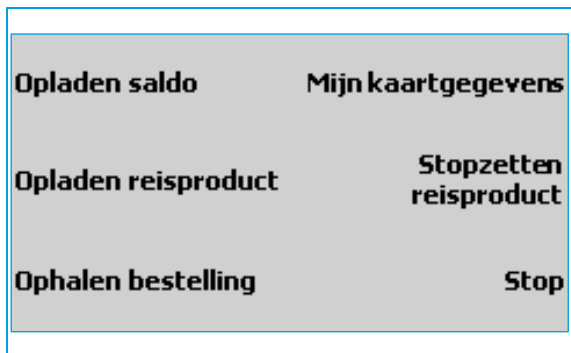 Opladen saldo
Mijn kaartgegevens
Opladen reisproduct
Stopzetten
reisproduct
Ophalen bestelling
Stop